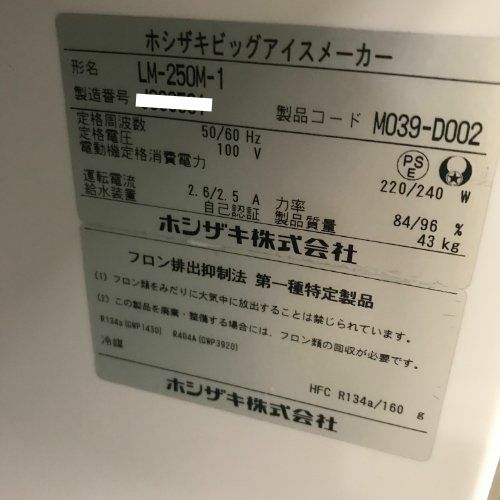 ホシザキビッグアイスメーカー
形名 LM-250M-1
製造番号
製品コード M039-D002
定格周波数 50/60 Hz
定格電圧 100 V
電動機定格消費電力 220/240 W
PS
E
運転電流 2.6/2.5 A 力率 84/96 %
給水装置 自己認証 製品質量 43 kg
ホシザキ株式会社
フロン排出抑制法 第一種特定製品
(1) フロン類をみだりに大気中に放出することは禁じられています。
(2) この製品を廃棄・整備する場合には、フロン類の回収が必要です。
R134a(GWP1430) R404A(GWP3920)
冷媒 HFC R134a/160 g
ホシザキ株式会社